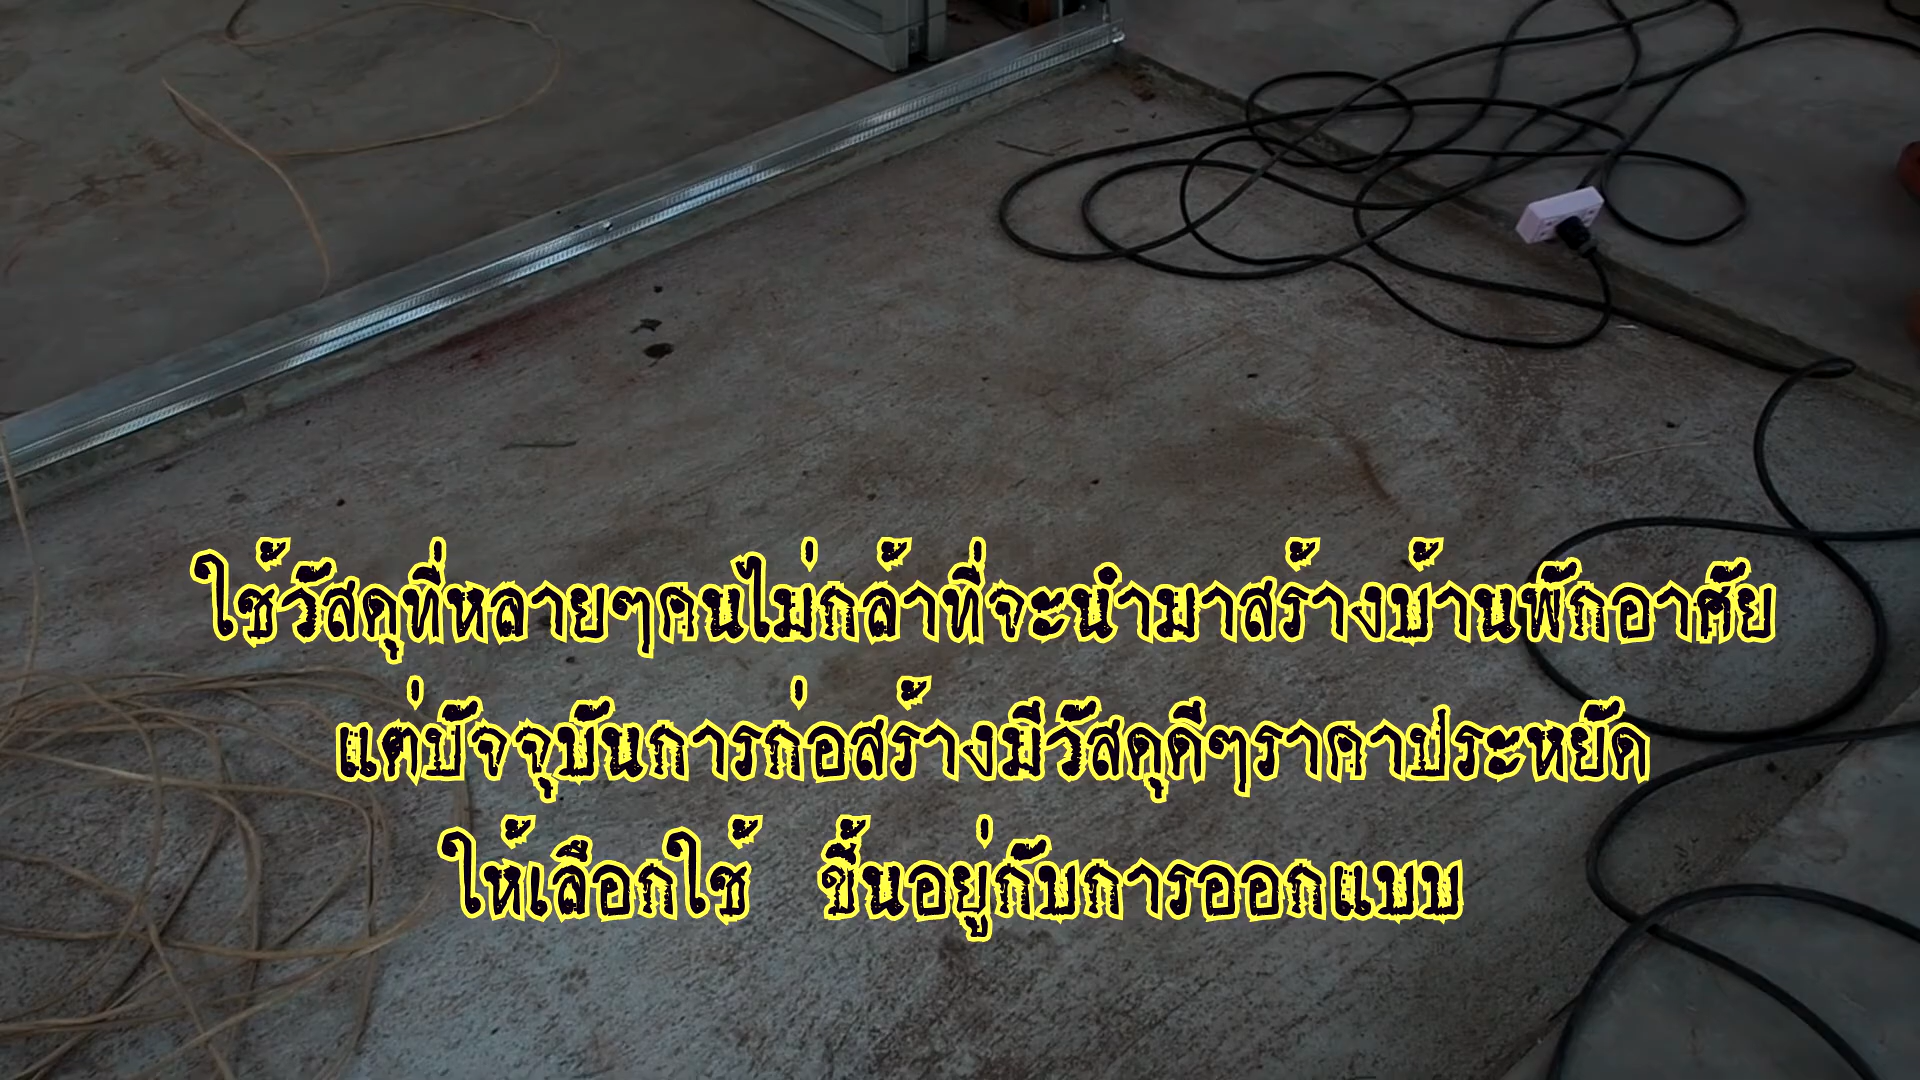 ใช้วัสดุที่หลายๆคนไม่กล้าที่จะนำมาสร้างบ้านพักอาศัย
แต่ปัจจุบันการก่อสร้างมีวัสดุดีๆราคาประหยัด
ให้เลือกใช้ ขึ้นอยู่กับการออกแบบ